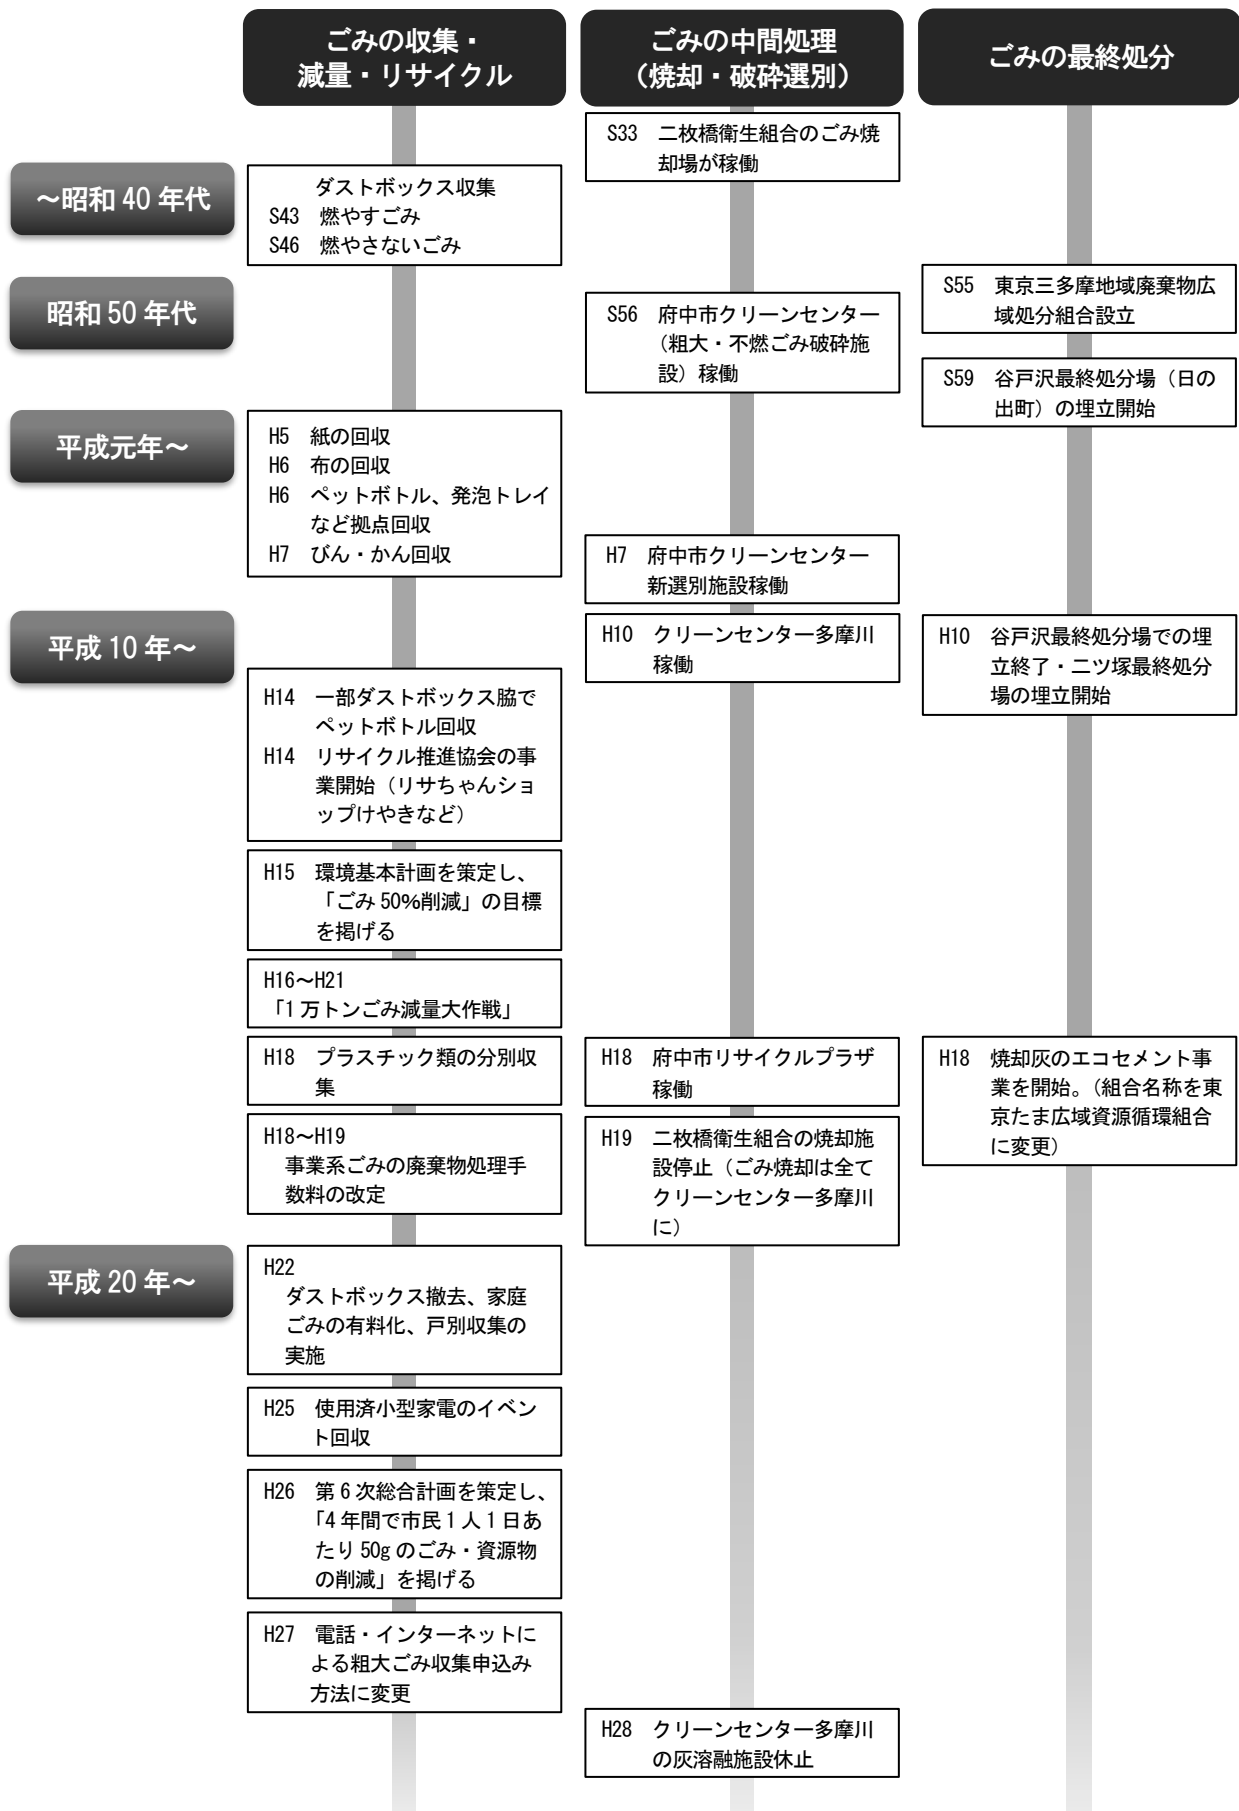 ごみの収集・
減量・リサイクル
ごみの中間処理
（焼却・破砕選別）
ごみの最終処分
～昭和 40 年代
ダストボックス収集
S43 燃やすごみ
S46 燃やさないごみ
S33 二枚橋衛生組合のごみ焼
却場が稼働
昭和 50 年代
S56 府中市クリーンセンター
（粗大・不燃ごみ破砕施
設）稼働
S55 東京三多摩地域廃棄物広
域処分組合設立
S59 谷戸沢最終処分場（日の
出町）の埋立開始
平成元年～
H5 紙の回収
H6 布の回収
H6 ペットボトル、発泡トレイ
など拠点回収
H7 びん・かん回収
H7 府中市クリーンセンター
新選別施設稼働
平成 10 年～
H10 クリーンセンター多摩川
稼働
H10 谷戸沢最終処分場での埋
立終了・二ツ塚最終処分
場の埋立開始
H14 一部ダストボックス脇で
ペットボトル回収
H14 リサイクル推進協会の事
業開始（リサちゃんショ
ップけやきなど）
H15 環境基本計画を策定し、
「ごみ 50%削減」の目標
を掲げる
H16～H21
「1 万トンごみ減量大作戦」
H18 プラスチック類の分別収
集
H18～H19
事業系ごみの廃棄物処理手
数料の改定
H18 府中市リサイクルプラザ
稼働
H19 二枚橋衛生組合の焼却施
設停止（ごみ焼却は全て
クリーンセンター多摩川
に）
H18 焼却灰のエコセメント事
業を開始。（組合名称を東
京たま広域資源循環組合
に変更）
平成 20 年～
H22
ダストボックス撤去、家庭
ごみの有料化、戸別収集の
実施
H25 使用済小型家電のイベン
ト回収
H26 第 6 次総合計画を策定し、
「4 年間で市民 1 人 1 日あ
たり 50g のごみ・資源物
の削減」を掲げる
H27 電話・インターネットに
よる粗大ごみ収集申込み
方法に変更
H28 クリーンセンター多摩川
の灰溶融施設休止